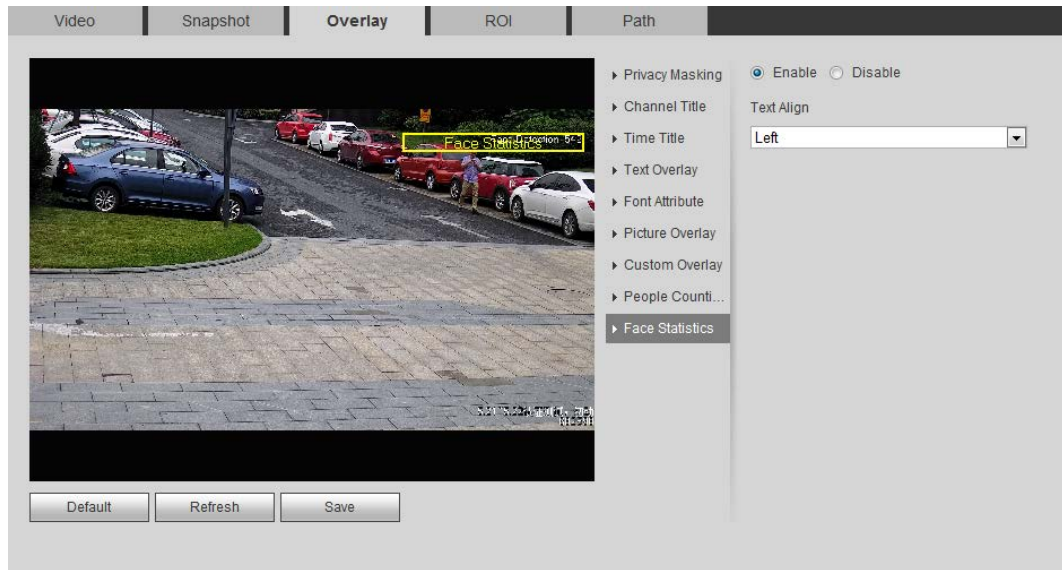 Video
Snapshot
Overlay
ROI
Path
Privacy Masking
Channel Title
Time Title
Text Overlay
Font Attribute
Picture Overlay
Custom Overlay
People Counti...
Face Statistics
Enable
Disable
Text Align
Left
Face Statistics
Default
Refresh
Save